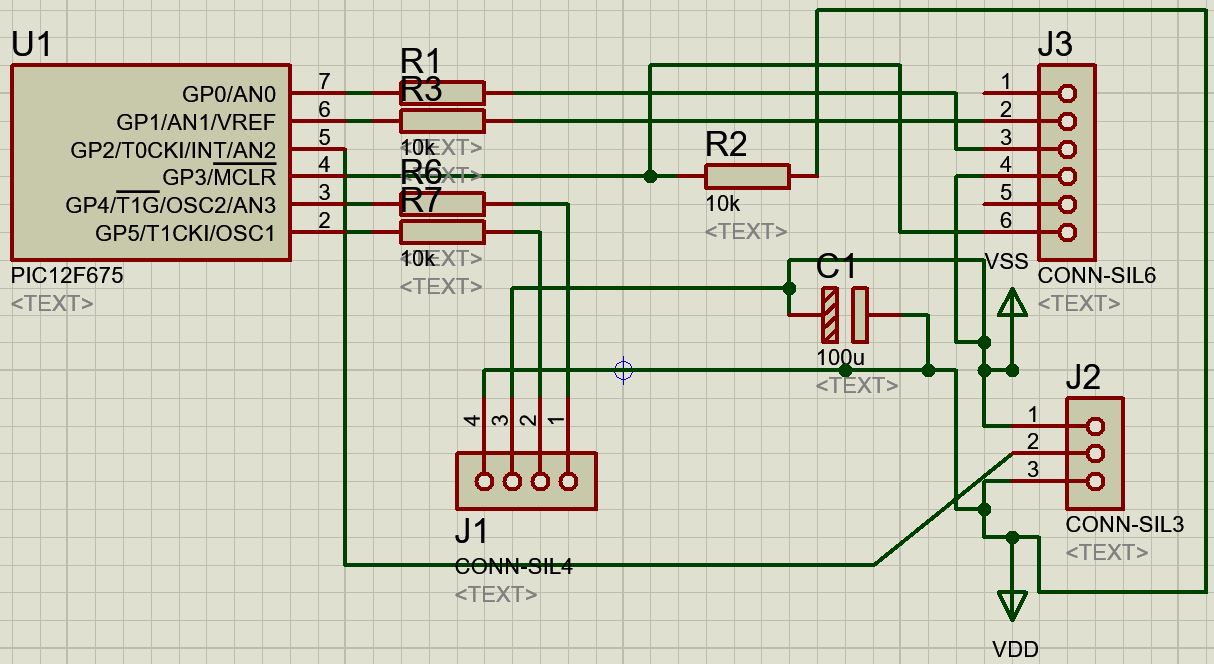 U1
GP0/AN0
GP1/AN1/VREF
GP2/T0CKI/INT/AN2
GP3/MCLR
GP4/T1G/OSC2/AN3
GP5/T1CKI/OSC1
7
6
5
4
3
2
PIC12F675
<TEXT>
R1
R3
10k
<TEXT>
<TEXT>
R6
R7
10k
<TEXT>
<TEXT>
R2
10k
<TEXT>
C1
100u
<TEXT>
J3
1
2
3
4
5
6
CONN-SIL6
<TEXT>
VSS
J2
1
2
3
CONN-SIL3
<TEXT>
VDD
4
3
2
1
J1
CONN-SIL4
<TEXT>